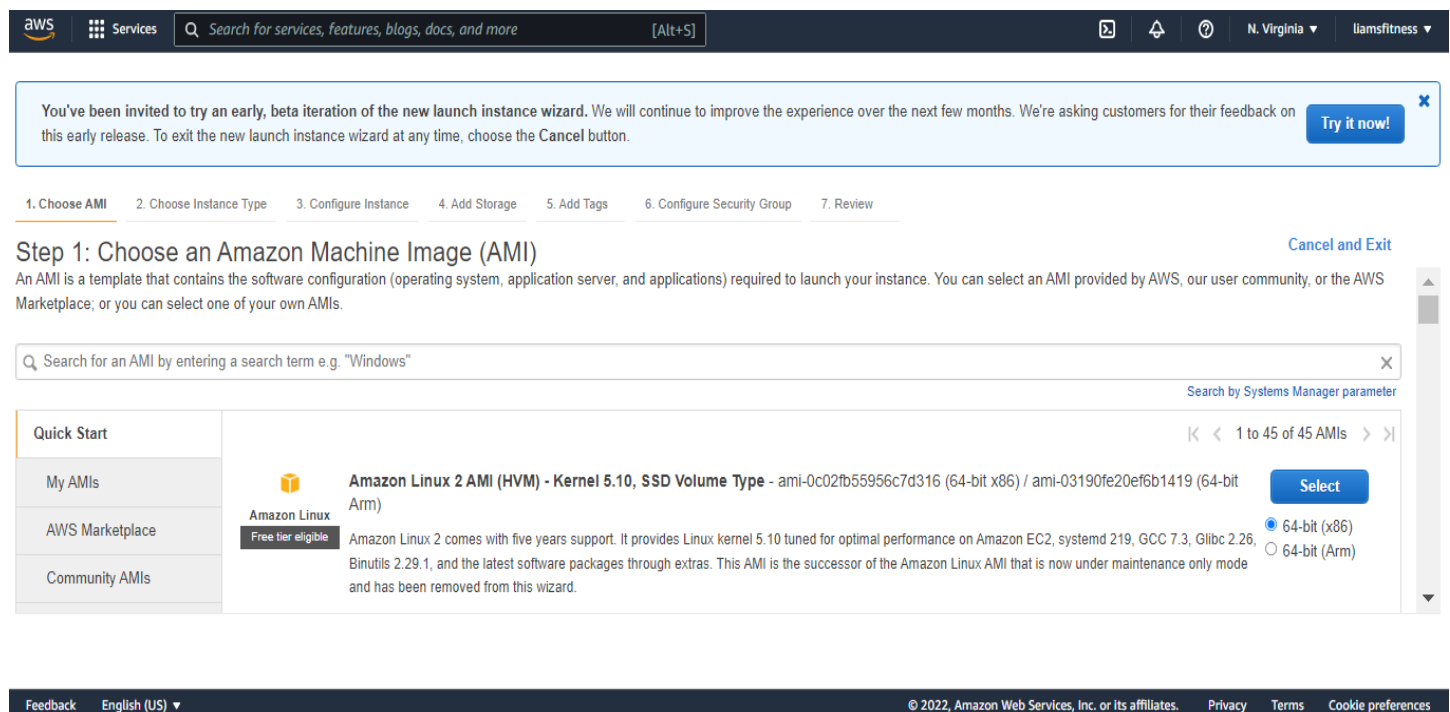 aws Services Search for services, features, blogs, docs, and more [Alt+S] N. Virginia ▼ liamsfitness ▼
You've been invited to try an early, beta iteration of the new launch instance wizard. We will continue to improve the experience over the next few months. We're asking customers for their feedback on
this early release. To exit the new launch instance wizard at any time, choose the Cancel button.
Try it now!
1. Choose AMI 2. Choose Instance Type 3. Configure Instance 4. Add Storage 5. Add Tags 6. Configure Security Group 7. Review
Step 1: Choose an Amazon Machine Image (AMI)
Cancel and Exit
An AMI is a template that contains the software configuration (operating system, application server, and applications) required to launch your instance. You can select an AMI provided by AWS, our user community, or the AWS
Marketplace; or you can select one of your own AMIs.
Search for an AMI by entering a search term e.g. "Windows"
Search by Systems Manager parameter
Quick Start
My AMIs
AWS Marketplace
Community AMIs
1 to 45 of 45 AMIs
Amazon Linux
Free tier eligible
Amazon Linux 2 AMI (HVM) - Kernel 5.10, SSD Volume Type - ami-0c02fb55956c7d316 (64-bit x86) / ami-03190fe20ef6b1419 (64-bit
Arm)
Amazon Linux 2 comes with five years support. It provides Linux kernel 5.10 tuned for optimal performance on Amazon EC2, systemd 219, GCC 7.3, Glibc 2.26,
Binutils 2.29.1, and the latest software packages through extras. This AMI is the successor of the Amazon Linux AMI that is now under maintenance only mode
and has been removed from this wizard.
Select
64-bit (x86)
64-bit (Arm)
Feedback English (US) ▼ © 2022, Amazon Web Services, Inc. or its affiliates. Privacy Terms Cookie preferences